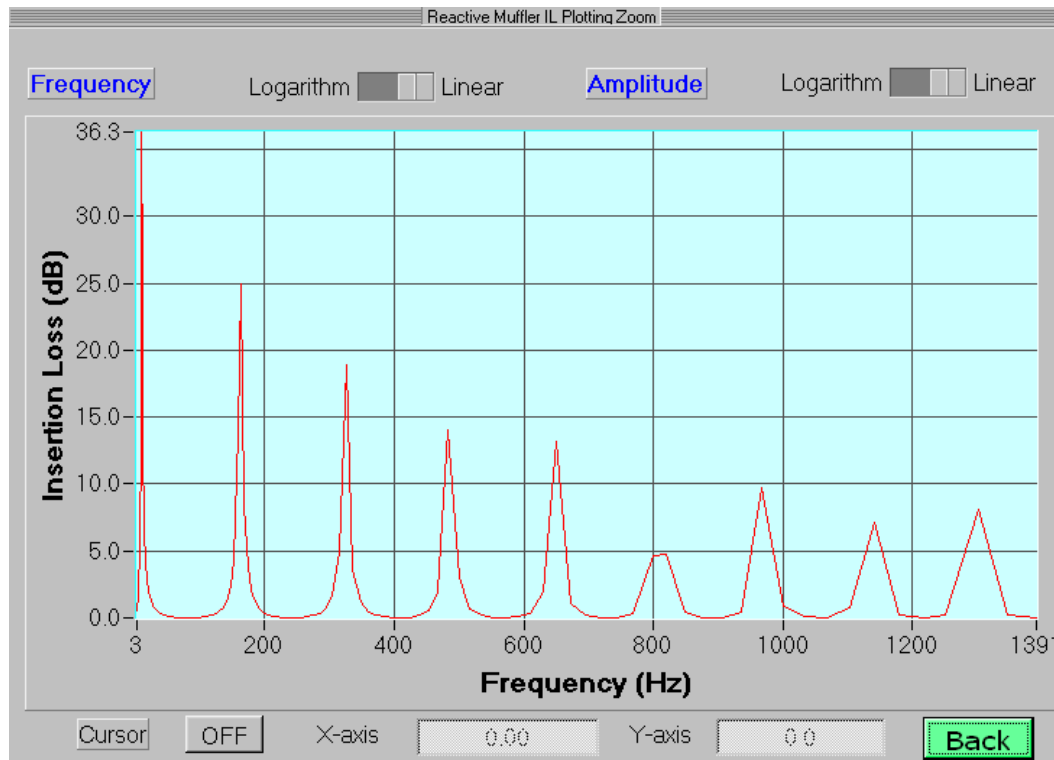 Reactive Muffler IL Plotting Zoom
Frequency Logarithm Linear Amplitude Logarithm Linear
36.3
30.0
25.0
20.0
15.0
10.0
5.0
0.0
Insertion Loss (dB)
3 200 400 600 800 1000 1200 1391
Frequency (Hz)
Cursor OFF X-axis 0.00 Y-axis 0.0 Back